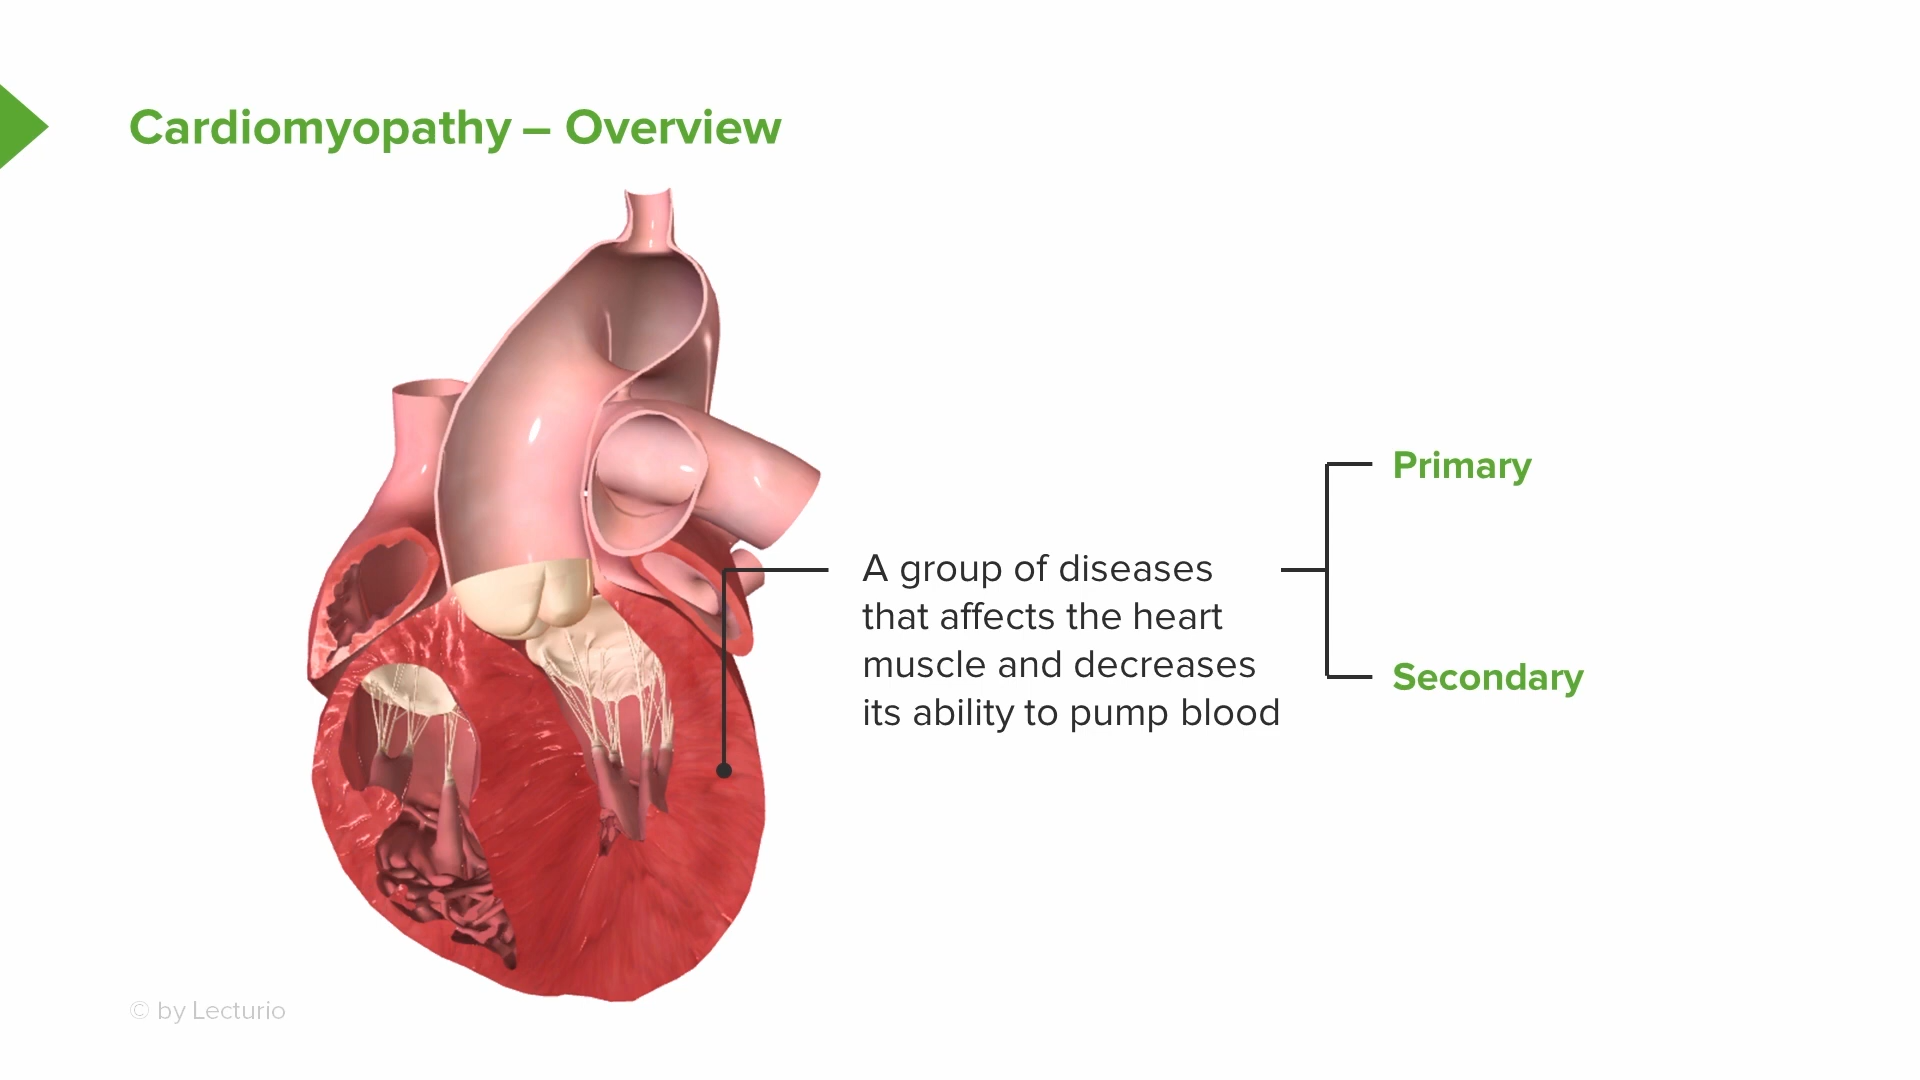 Cardiomyopathy – Overview
Primary
A group of diseases
that affects the heart
muscle and decreases
its ability to pump blood
Secondary
© by Lecturio